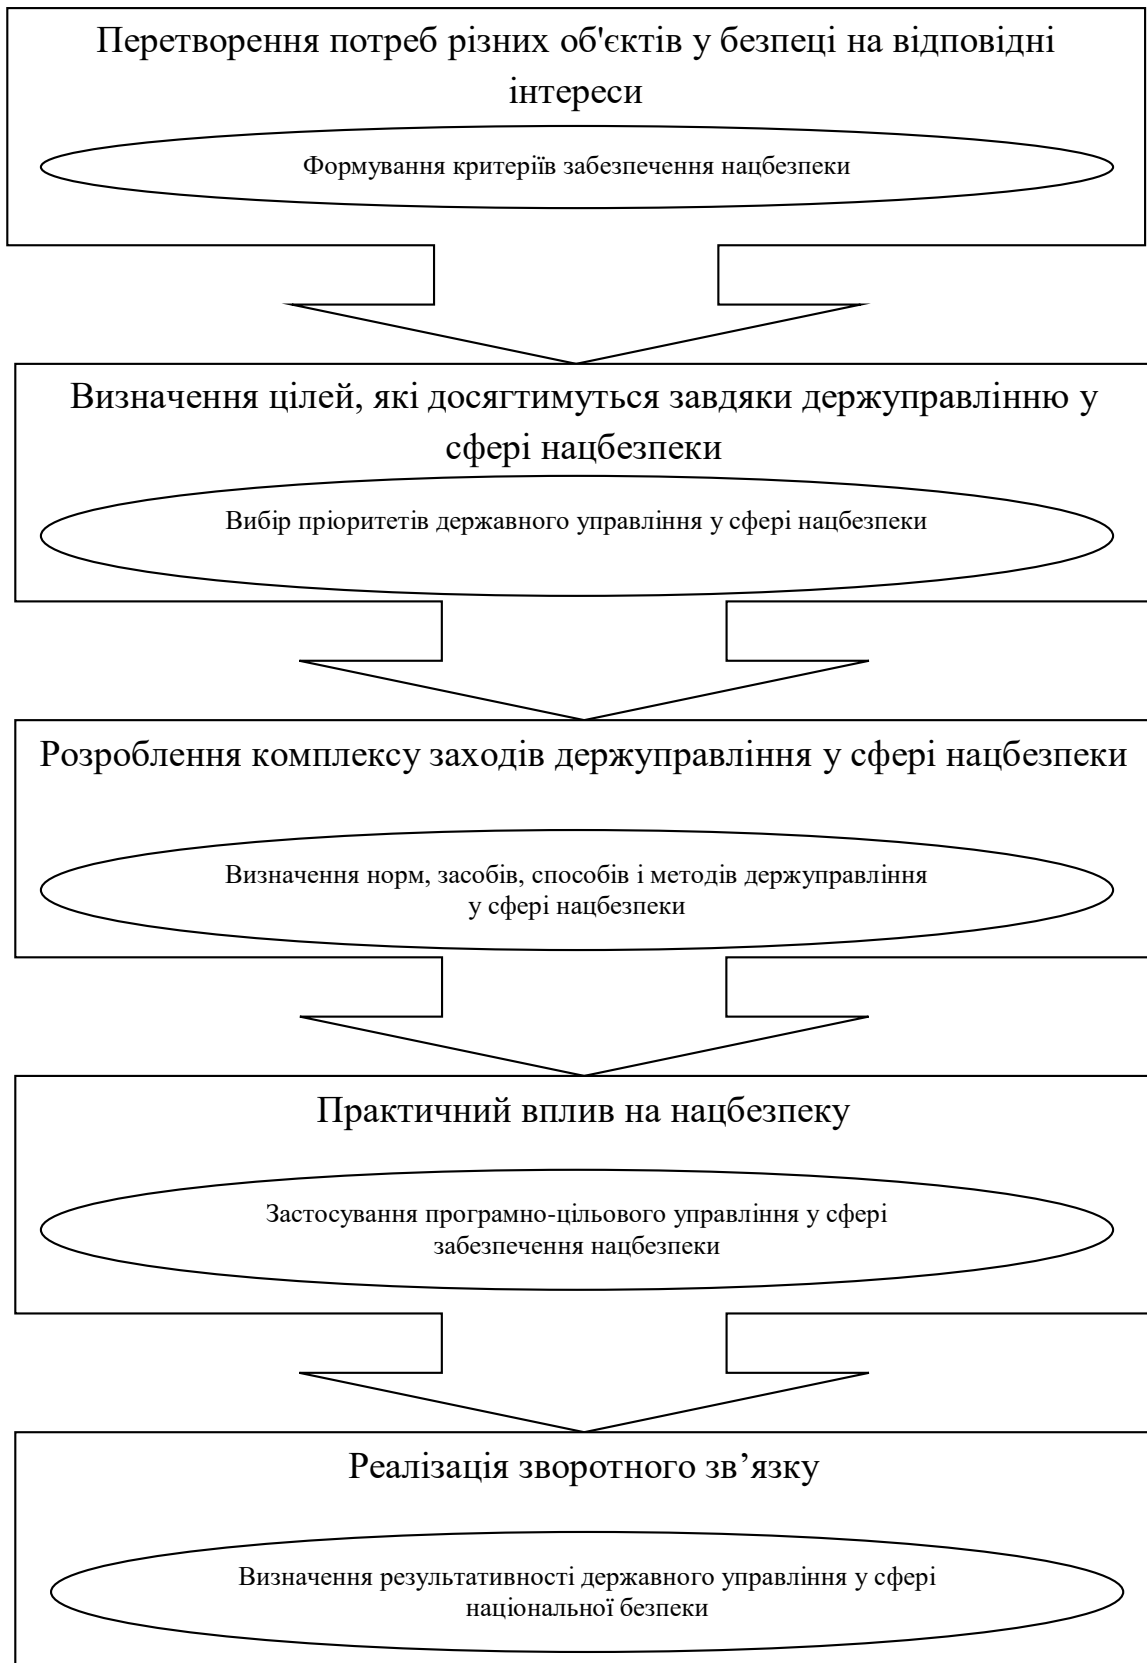 Перетворення потреб різних об'єктів у безпеці на відповідні
інтереси
Формування критеріїв забезпечення нацбезпеки
Визначення цілей, які досягтимуться завдяки держуправлінню у
сфері нацбезпеки
Вибір пріоритетів державного управління у сфері нацбезпеки
Розроблення комплексу заходів держуправління у сфері нацбезпеки
Визначення норм, засобів, способів і методів держуправління
у сфері нацбезпеки
Практичний вплив на нацбезпеку
Застосування програмно-цільового управління у сфері
забезпечення нацбезпеки
Реалізація зворотного зв’язку
Визначення результативності державного управління у сфері
національної безпеки